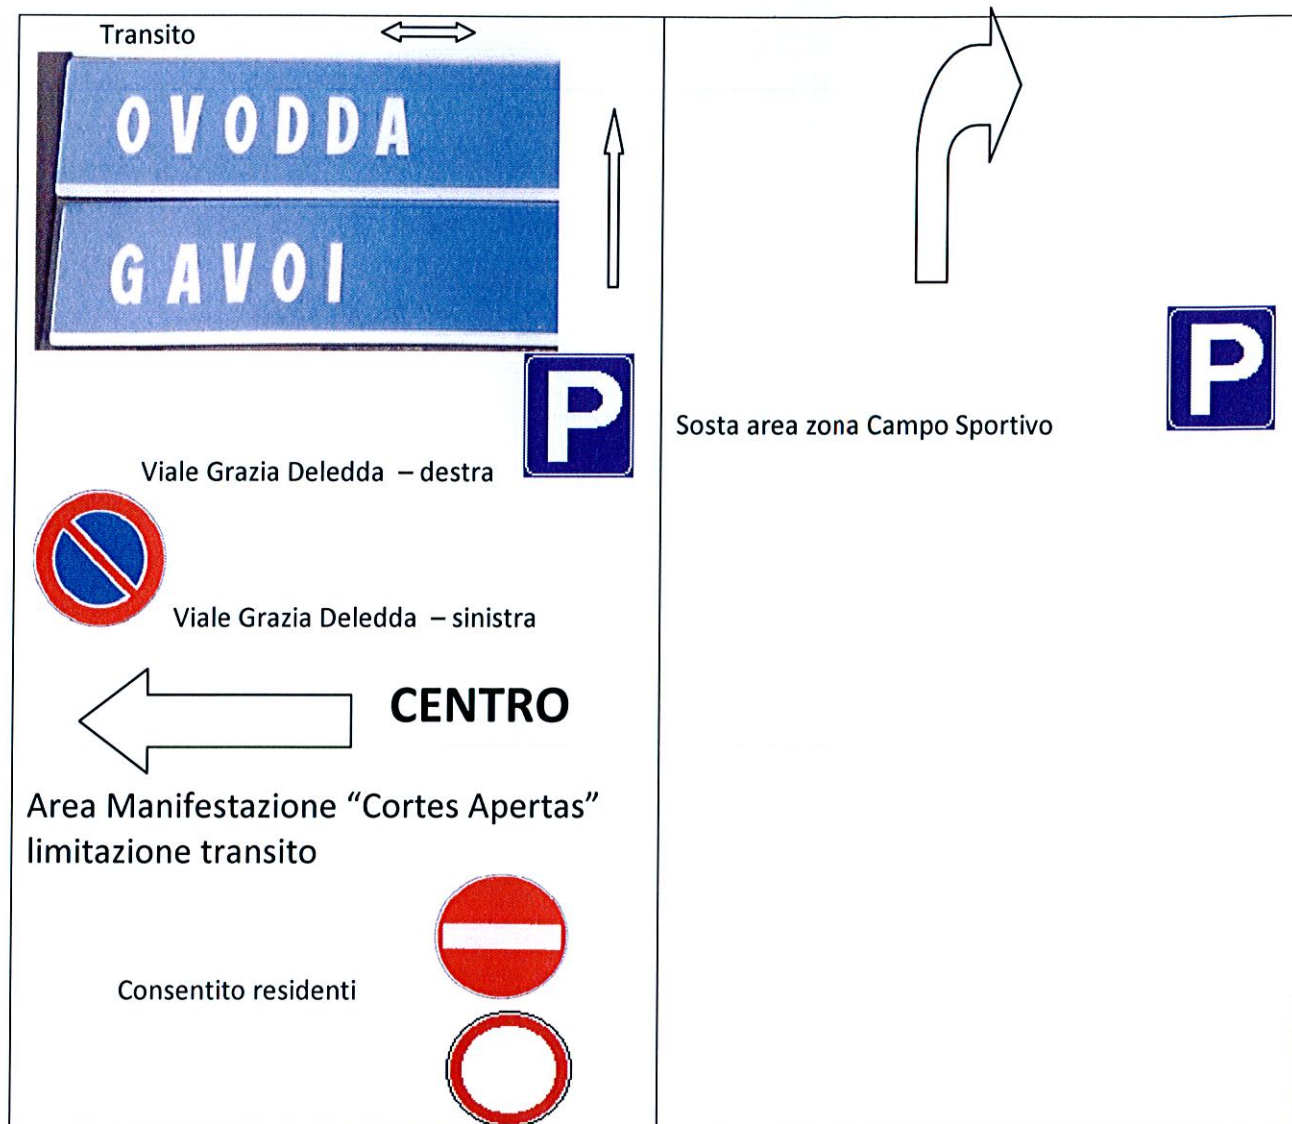 Transito
OVODDA
GAVOI
P
Viale Grazia Deledda – destra
Viale Grazia Deledda – sinistra
CENTRO
Area Manifestazione “Cortes Apertas”
limitazione transito
Consentito residenti
P
Sosta area zona Campo Sportivo